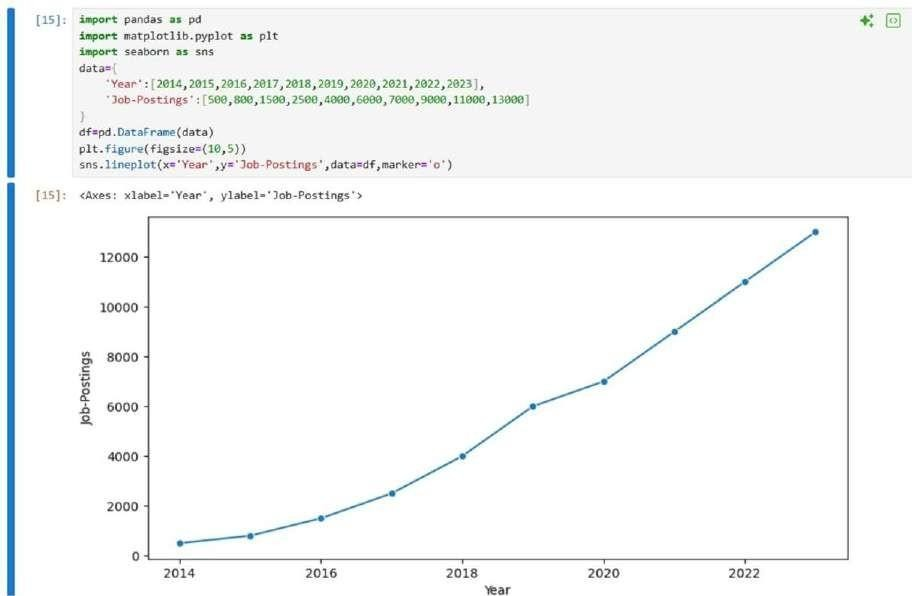 [15]: import pandas as pd
import matplotlib.pyplot as plt
import seaborn as sns
data={
    'Year':[2014,2015,2016,2017,2018,2019,2020,2021,2022,2023],
    'Job-Postings':[500,800,1500,2500,4000,6000,7000,9000,11000,13000]
}
df=pd.DataFrame(data)
plt.figure(figsize=(10,5))
sns.lineplot(x='Year',y='Job-Postings',data=df,marker='o')
[15]: <Axes: xlabel='Year', ylabel='Job-Postings'>
12000
10000
8000
6000
4000
2000
0
Job-Postings
2014 2016 2018 2020 2022
Year